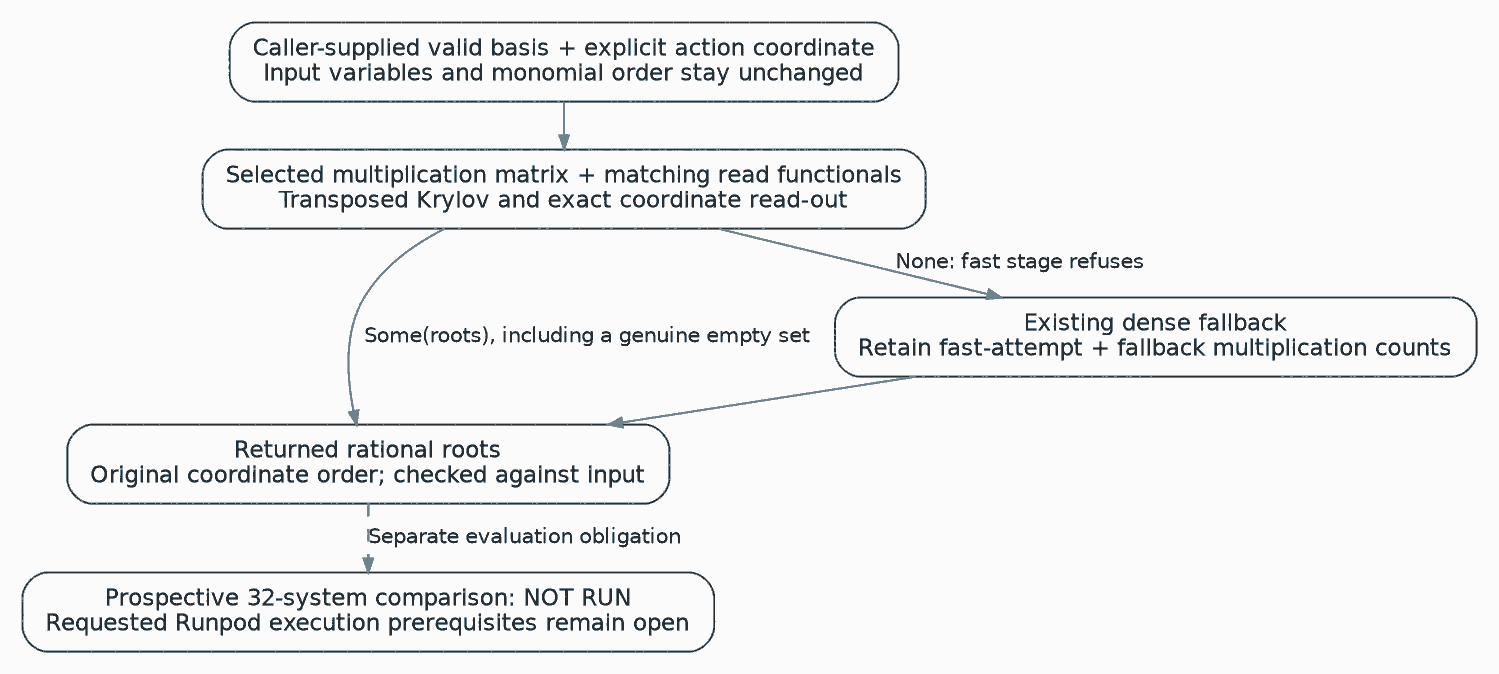 Caller-supplied valid basis + explicit action coordinate
Input variables and monomial order stay unchanged
Selected multiplication matrix + matching read functionals
Transposed Krylov and exact coordinate read-out
None: fast stage refuses
Existing dense fallback
Retain fast-attempt + fallback multiplication counts
Some(roots), including a genuine empty set
Returned rational roots
Original coordinate order; checked against input
Separate evaluation obligation
Prospective 32-system comparison: NOT RUN
Requested Runpod execution prerequisites remain open